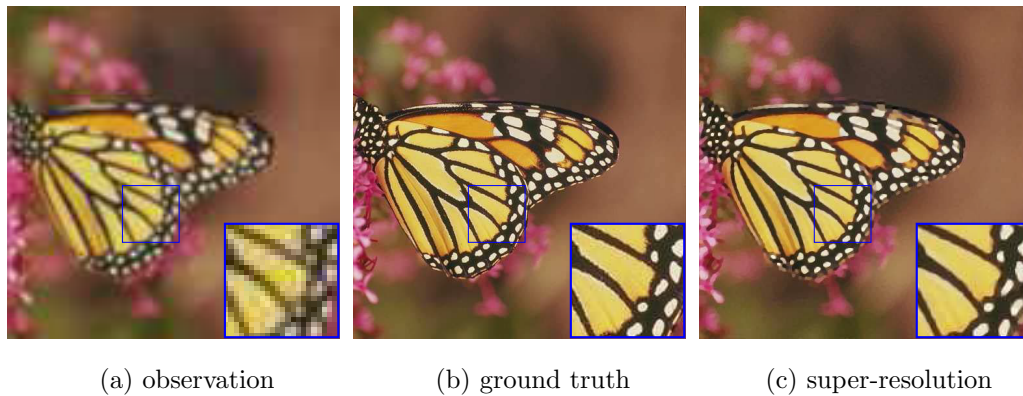 (a) observation
(b) ground truth
(c) super-resolution